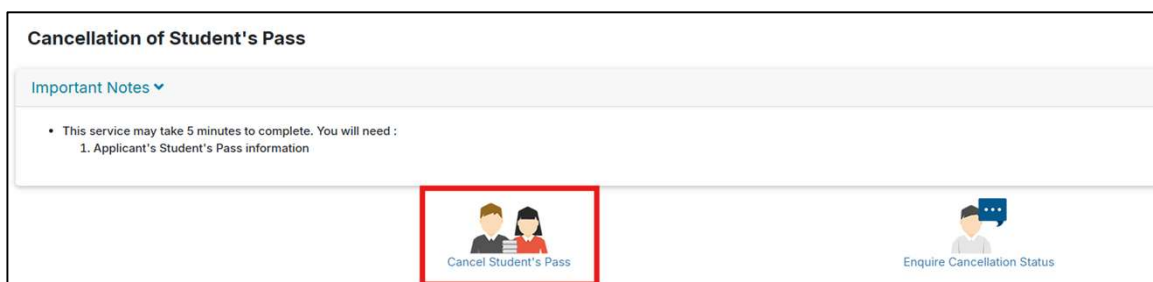 Cancellation of Student's Pass
Important Notes
• This service may take 5 minutes to complete. You will need :
1. Applicant's Student's Pass information
Cancel Student's Pass
Enquire Cancellation Status